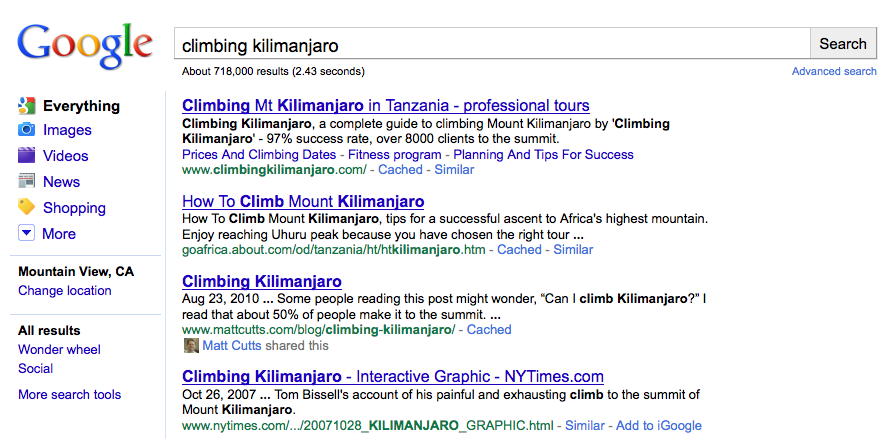 Google
climbing kilimanjaro
Search
About 718,000 results (2.43 seconds)
Advanced search
Everything
Images
Videos
News
Shopping
More
Mountain View, CA
Change location
All results
Wonder wheel
Social
More search tools
Climbing Mt Kilimanjaro in Tanzania - professional tours
Climbing Kilimanjaro, a complete guide to climbing Mount Kilimanjaro by 'Climbing
Kilimanjaro' - 97% success rate, over 8000 clients to the summit.
Prices And Climbing Dates - Fitness program - Planning And Tips For Success
www.climbingkilimanjaro.com/ - Cached - Similar
How To Climb Mount Kilimanjaro
How To Climb Mount Kilimanjaro, tips for a successful ascent to Africa's highest mountain.
Enjoy reaching Uhuru peak because you have chosen the right tour ...
goafrica.about.com/od/tanzania/ht/htkilimanjaro.htm - Cached - Similar
Climbing Kilimanjaro
Aug 23, 2010 ... Some people reading this post might wonder, “Can I climb Kilimanjaro?” I
read that about 50% of people make it to the summit. ...
www.mattcutts.com/blog/climbing-kilimanjaro/ - Cached
Matt Cutts shared this
Climbing Kilimanjaro - Interactive Graphic - NYTimes.com
Oct 26, 2007 ... Tom Bissell's account of his painful and exhausting climb to the summit of
Mount Kilimanjaro.
www.nytimes.com/.../20071028_KILIMANJARO_GRAPHIC.html - Similar - Add to iGoogle